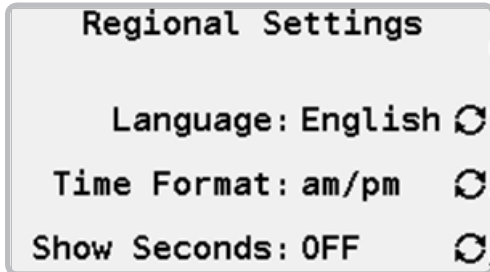 Regional Settings
Language: English
Time Format: am/pm
Show Seconds: OFF